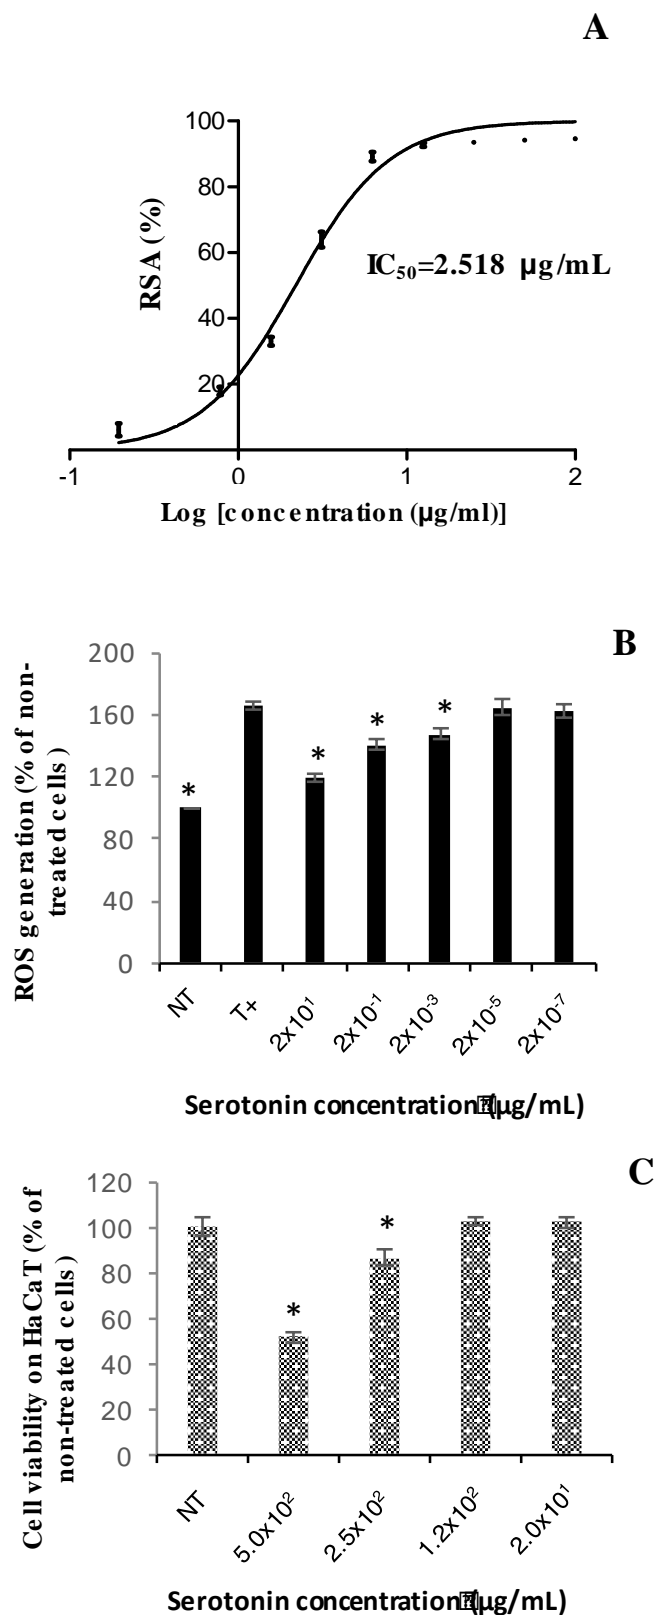 A
100
80
RSA (%)
60
IC₅₀=2.518 µg/mL
40
20
-1 0 1 2
Log [concentration (µg/ml)]
B
ROS generation (% of non-
treated cells)
200
160
120
80
40
0
* * * *
NT T+ 2x10¹ 2x10⁻¹ 2x10⁻³ 2x10⁻⁵ 2x10⁻⁷
Serotonin concentration (µg/mL)
C
Cell viability on HaCaT (% of
non-treated cells)
120
100
80
60
40
20
0
* *
NT 5.0x10² 2.5x10² 1.2x10² 2.0x10¹
Serotonin concentration (µg/mL)